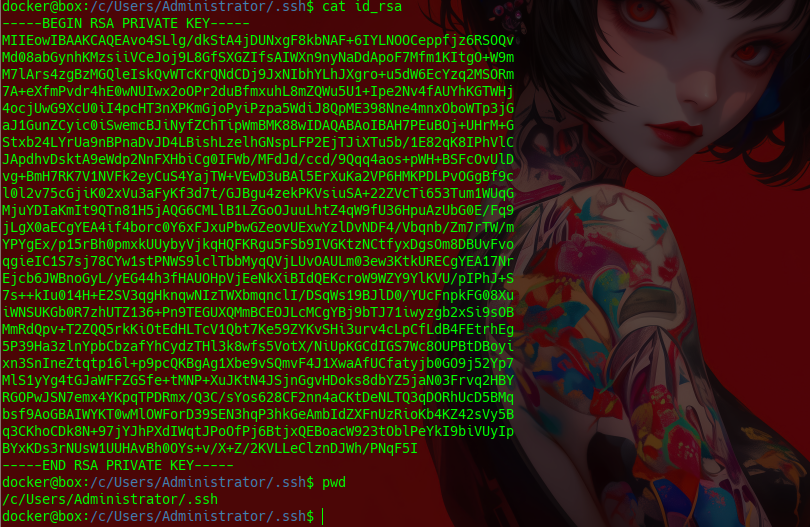 docker@box:/c/Users/Administrator/.ssh$ cat id_rsa
-----BEGIN RSA PRIVATE KEY-----
MIIEowIBAAKCAQEAvo4SLlg/dkStA4jDUNxgF8kbNAF+6IYLNOOCeppfjz6RSOQv
Md08abGynhKMzsiiVCeJoj9L8GfSXGZIfsAIWXn9nyNaDdApoF7Mfm1KItgO+W9m
M7lArs4zgBzMGQleIskQvWTcKrQNdCDj9JxNIbhYLhJXgro+u5dW6EcYzq2MSORm
7A+eXfmPvdr4hE0wNUIwx2oOPr2duBfmxuhL8mZQWu5U1+Ipe2Nv4fAUYhKGTWHj
4ocjUwG9XcU0iI4pcHT3nXPKmGjoPyiPzpa5WdiJ8QpME398Nne4mnxOboWTp3jG
aJ1GunZCyic0iSwemcBJiNyfZChTipWmBMK88wIDAQABAoIBAH7PEuBOj+UHrM+G
Stxb24LYrUa9nBPnaDvJD4LBishLzelhGNspLFP2EjTJiXTu5b/1E82qK8IPhVlC
JApdhvDsktA9eWdp2NnFXHbiCg0IFWb/MFdJd/ccd/9Qqq4aos+pWH+BSFcOvUlD
vg+BmH7RK7V1NVFk2eyCuS4YajTW+VEwD3uBAl5ErXuKa2VP6HMKPDLPvOGgBf9c
l0l2v75cGjiK02xVu3aFyKf3d7t/GJBgu4zekPKVsiuSA+22ZVcTi653Tum1WUqG
MjuYDIaKmIt9QTn81H5jAQG6CMLlB1LZGoOJuuLhtZ4qW9fU36HpuAzUbG0E/Fq9
jLgX0aECgYEA4if4borc0Y6xFJxuPbwGZeovUExwYzlDvNDF4/Vbqnb/Zm7rTW/m
YPYgEx/p15rBh0pmxkUUybyVjkqHQFKRgu5FSb9IVGKtzNCtfyxDgsOm8DBUvFvo
qgieIC1S7sj78CYw1stPNWS9lclTbbMyqQVjLUvOAULm03ew3KtkURECgYEA17Nr
Ejcb6JWBnoGyL/yEG44h3fHAUOHpVjEeNkXiBIdQEKcroW9WZY9YlKVU/pIPhJ+S
7s++kIu014H+E2SV3qgHknqwNIzTWXbmqnclI/DSqWs19BJlD0/YUcFnpkFG08Xu
iWNSUKGb0R7zhUTZ136+Pn9TEGUXQMmBCEOJLcMCgYBj9bTJ71iwyzgb2xSi9sOB
MmRdQpv+T2ZQQ5rkKiOtEdHLTcV1Qbt7Ke59ZYKvSHi3urv4cLpCfLdB4FEtrhEg
5P39Ha3zlnYpbCbzafYhCydzTHl3k8wfs5VotX/NiUpKGCdIGS7Wc8OUPBtDBoyi
xn3SnIneZtqtp16l+p9pcQKBgAg1Xbe9vSQmvF4J1XwaAfUCfatyjb0GO9j52Yp7
MlS1yYg4tGJaWFFZGSfe+tMNP+XuJKtN4JSjnGgvHDoks8dbYZ5jaN03Frvq2HBY
RGOPwJSN7emx4YKpqTPDRmx/Q3C/sYos628CF2nn4aCKtDeNLTQ3qDORhUcD5BMq
bsf9AoGBAIWYKT0wMlOWForD39SEN3hqP3hkGeAmbIdZXFnUzRioKb4KZ42sVy5B
q3CKhoCDk8N+97jYJhPXdIWqtJPoOfPj6BtjxQEBoacW923tOblPeYkI9biVUyIp
BYxKDs3rNUsW1UUHAvBh0OYs+v/X+Z/2KVLLeClznDJWh/PNqF5I
-----END RSA PRIVATE KEY-----
docker@box:/c/Users/Administrator/.ssh$ pwd
/c/Users/Administrator/.ssh
docker@box:/c/Users/Administrator/.ssh$